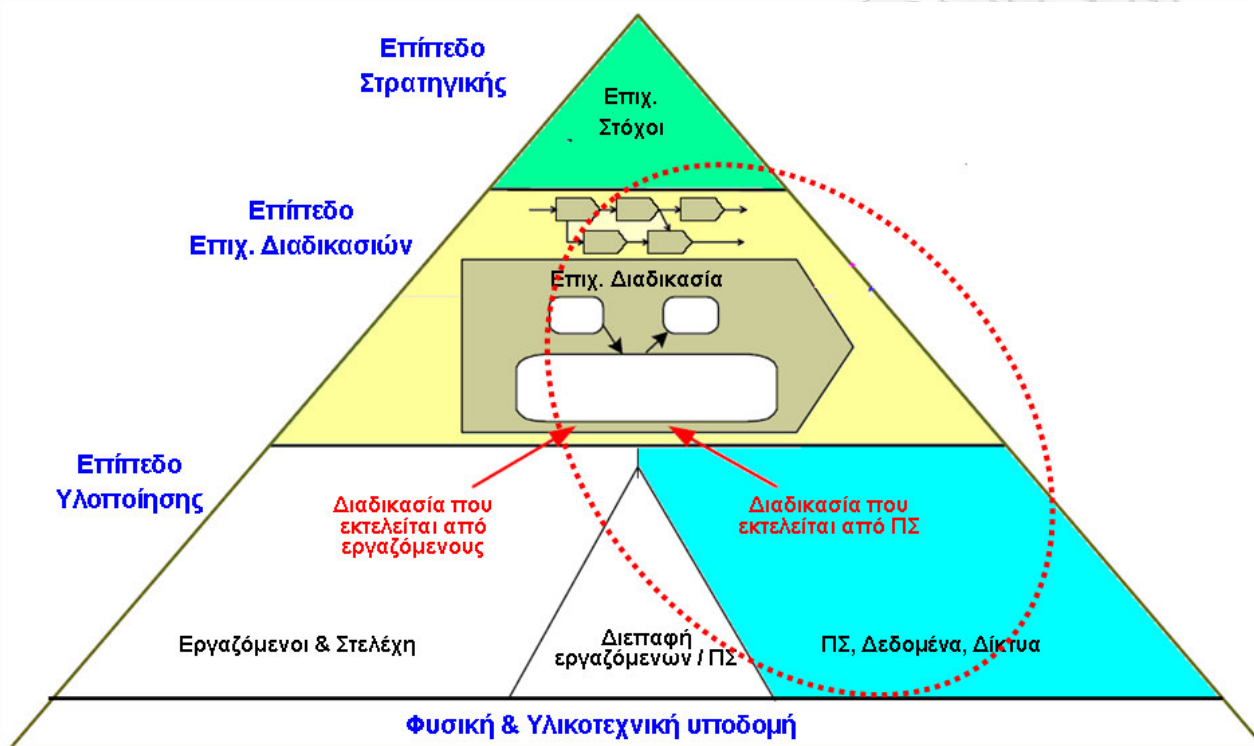 Επίπεδο
Στρατηγικής
Επιχ.
Στόχοι
Επίπεδο
Επιχ. Διαδικασιών
Επιχ. Διαδικασία
Επίπεδο
Υλοποίησης
Διαδικασία που
εκτελείται από
εργαζόμενους
Διαδικασία που
εκτελείται από ΠΣ
Εργαζόμενοι & Στελέχη
Διεπαφή
εργαζόμενων / ΠΣ
ΠΣ, Δεδομένα, Δίκτυα
Φυσική & Υλικοτεχνική υποδομή